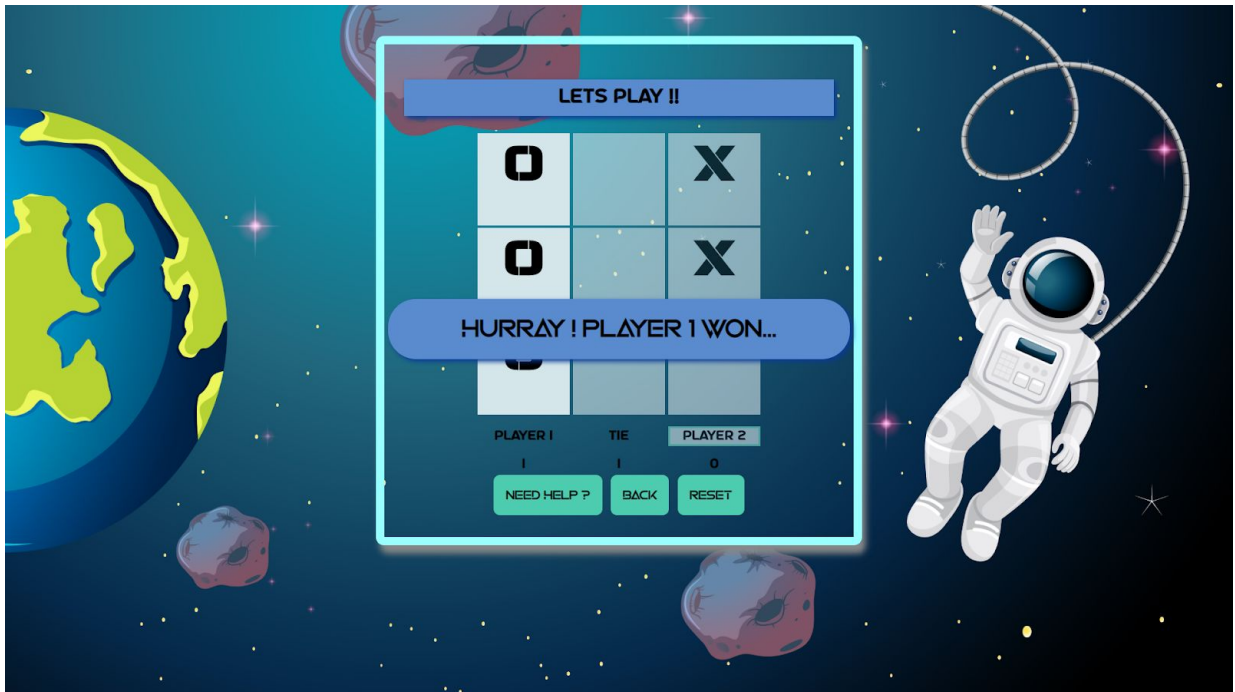 LETS PLAY !!
O X
O X
HURRAY ! PLAYER 1 WON...
PLAYER 1 TIE PLAYER 2
1 1 0
NEED HELP ? BACK RESET